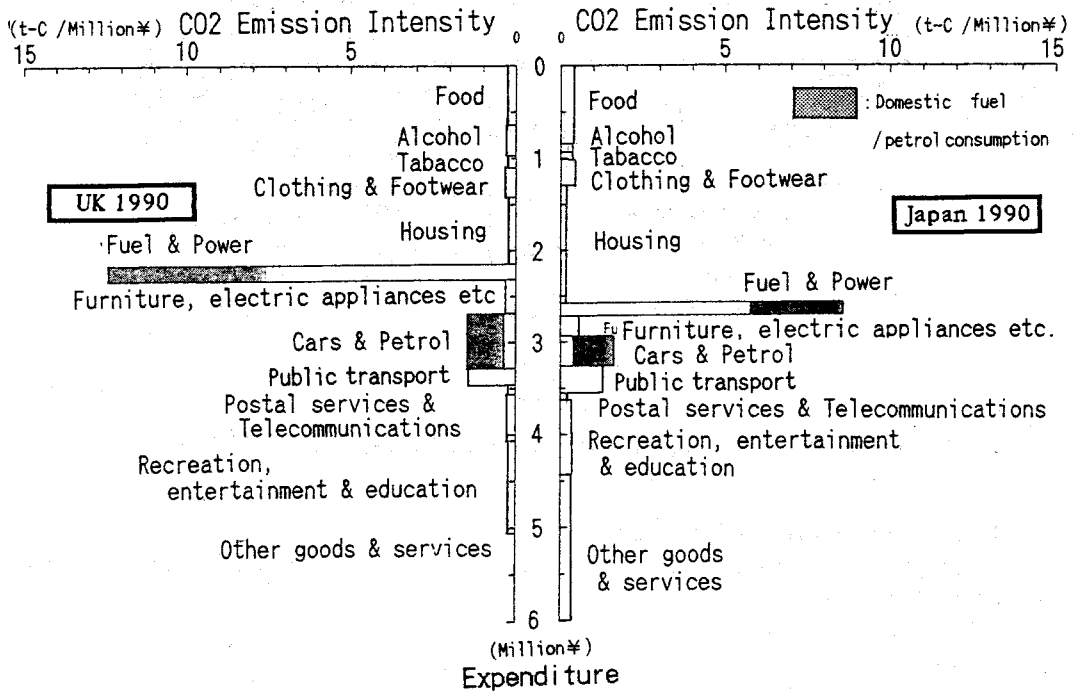 (t-C /Million¥) CO2 Emission Intensity
15 10 5 0
CO2 Emission Intensity (t-C /Million¥)
0 5 10 15
0
1
2
3
4
5
6
(Million¥)
Expenditure
UK 1990
Food
Alcohol
Tabacco
Clothing & Footwear
Housing
Fuel & Power
Furniture, electric appliances etc
Cars & Petrol
Public transport
Postal services &
Telecommunications
Recreation,
entertainment & education
Other goods & services
: Domestic fuel
/petrol consumption
Japan 1990
Food
Alcohol
Tabacco
Clothing & Footwear
Housing
Fuel & Power
Fu Furniture, electric appliances etc.
Cars & Petrol
Public transport
Postal services & Telecommunications
Recreation, entertainment
& education
Other goods
& services